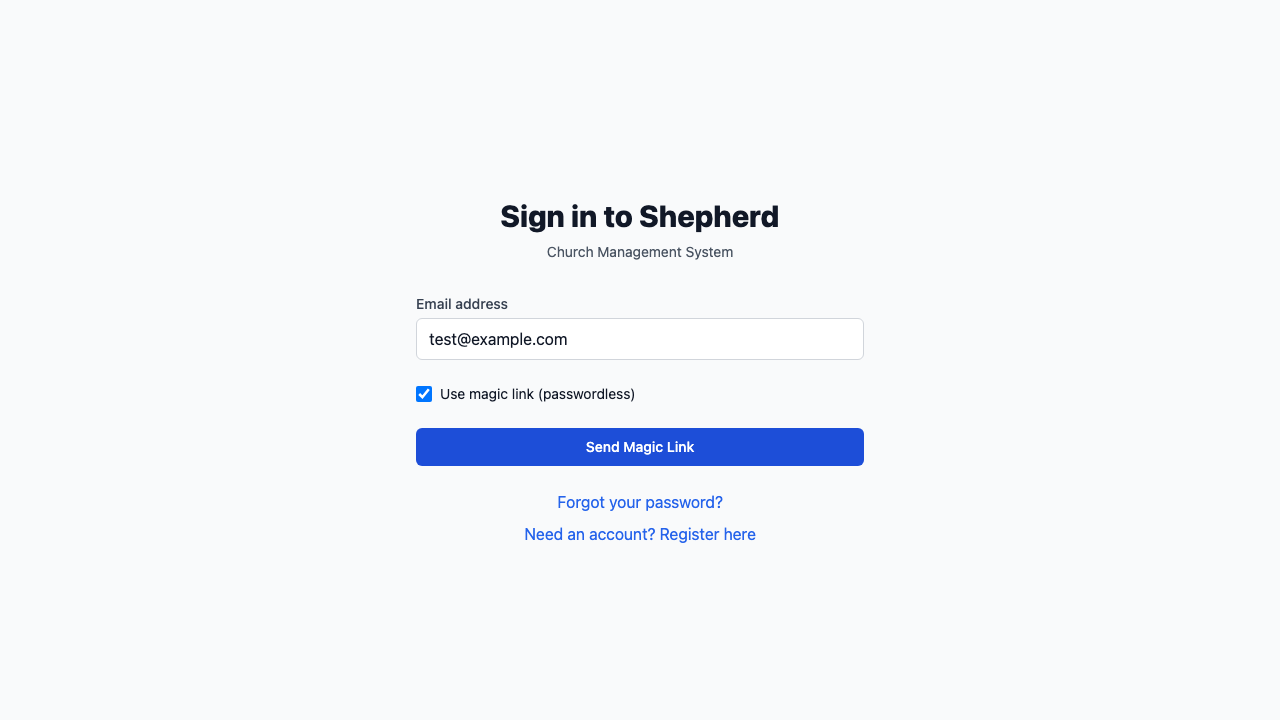 Sign in to Shepherd
Church Management System
Email address
test@example.com
Use magic link (passwordless)
Send Magic Link
Forgot your password?
Need an account? Register here